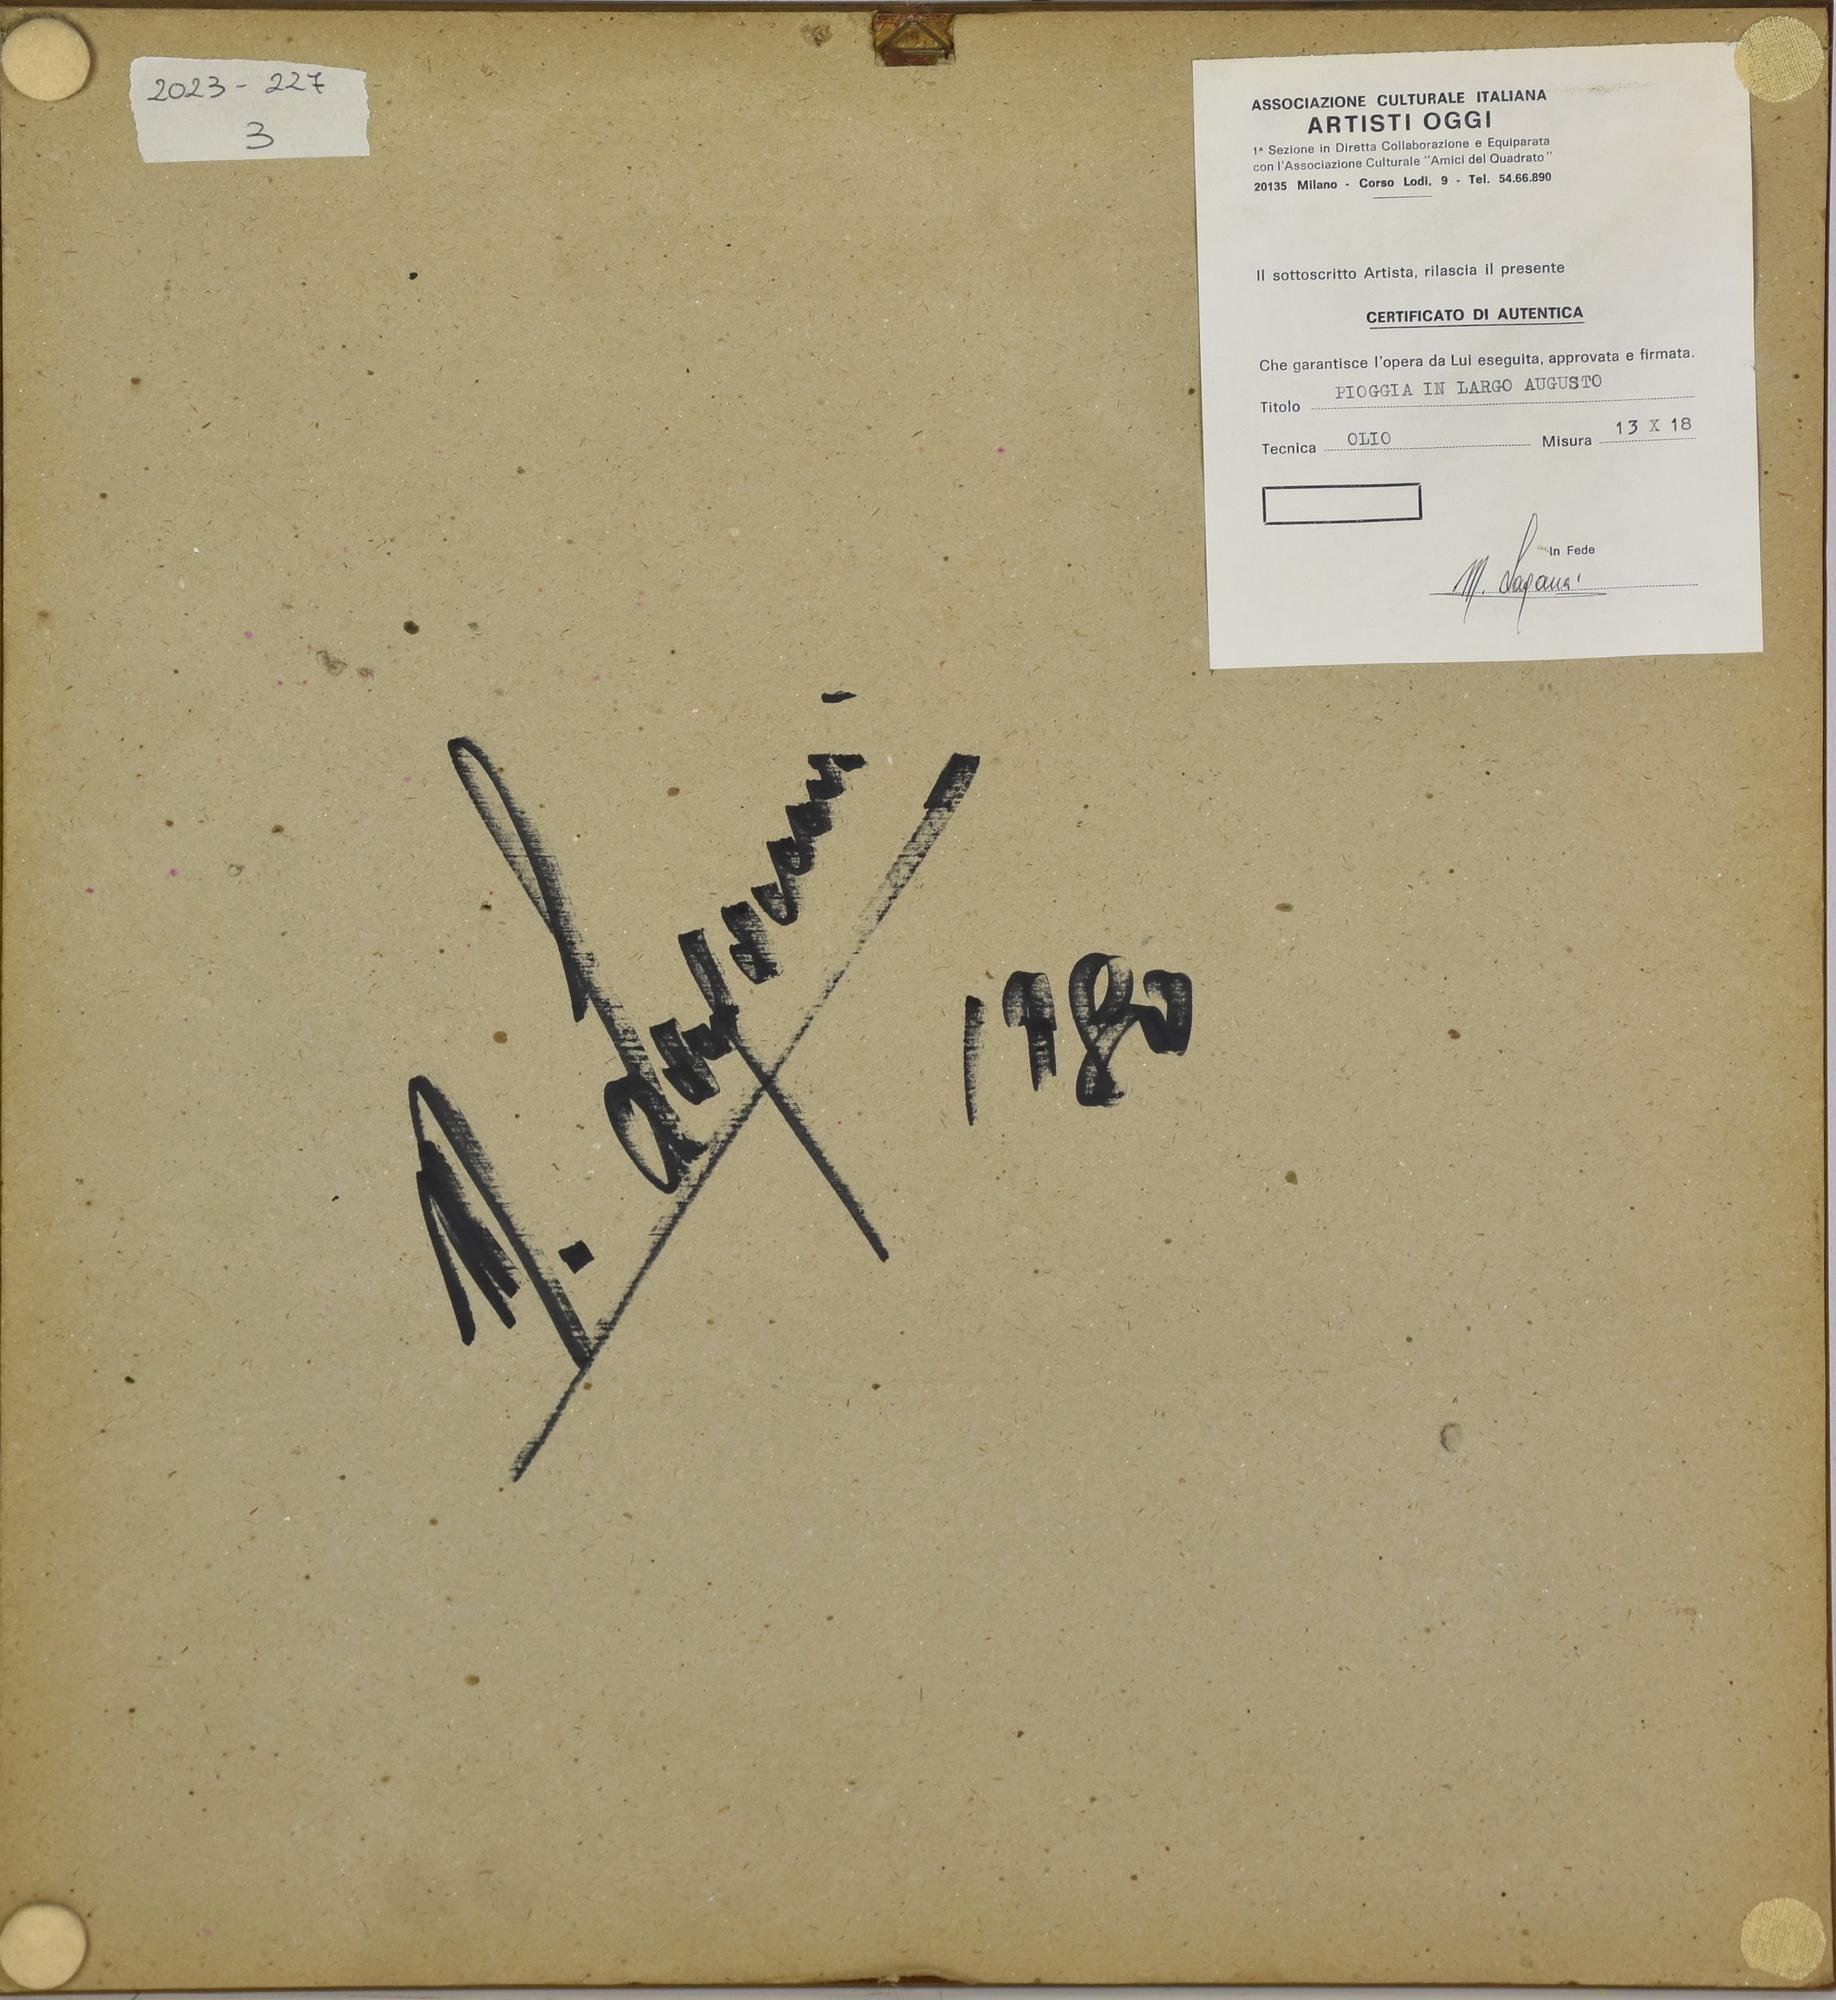 2023 - 227
3
ASSOCIAZIONE CULTURALE ITALIANA
ARTISTI OGGI
1ª Sezione in Diretta Collaborazione e Equiparata
con l'Associazione Culturale "Amici del Quadrato"
20135 Milano - Corso Lodi, 9 - Tel. 54.66.890
Il sottoscritto Artista, rilascia il presente
CERTIFICATO DI AUTENTICA
Che garantisce l'opera da Lui eseguita, approvata e firmata.
Titolo PIOGGIA IN LARGO AUGUSTO
Tecnica OLIO Misura 13 X 18
In Fede
M.
M.
1980